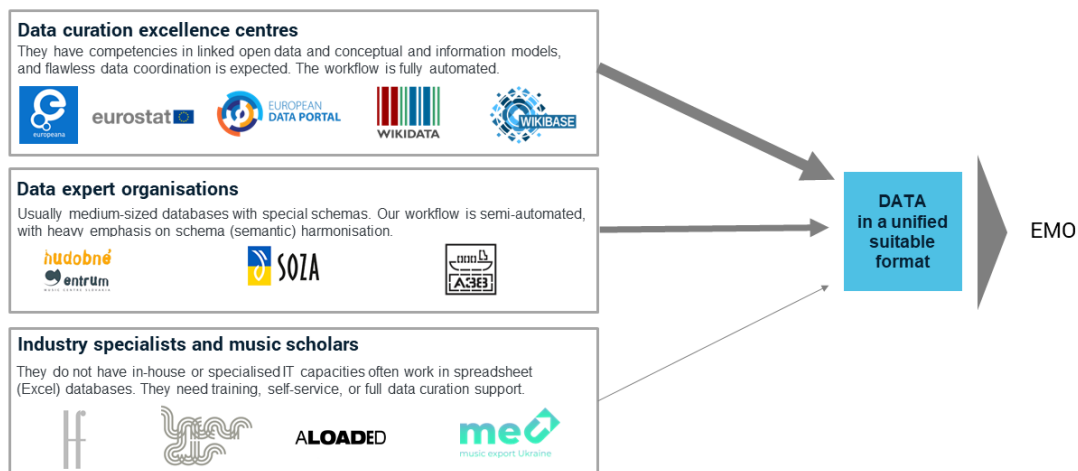 Data curation excellence centres
They have competencies in linked open data and conceptual and information models,
and flawless data coordination is expected. The workflow is fully automated.
europeana
eurostat
EUROPEAN
DATA PORTAL
WIKIDATA
WIKIBASE
Data expert organisations
Usually medium-sized databases with special schemas. Our workflow is semi-automated,
with heavy emphasis on schema (semantic) harmonisation.
hudobné
centrum
MUSIC CENTRE SLOVAKIA
SOZA
A38
Industry specialists and music scholars
They do not have in-house or specialised IT capacities often work in spreadsheet
(Excel) databases. They need training, self-service, or full data curation support.
ALOADED
meu
music export Ukraine
DATA
in a unified
suitable
format
EMO